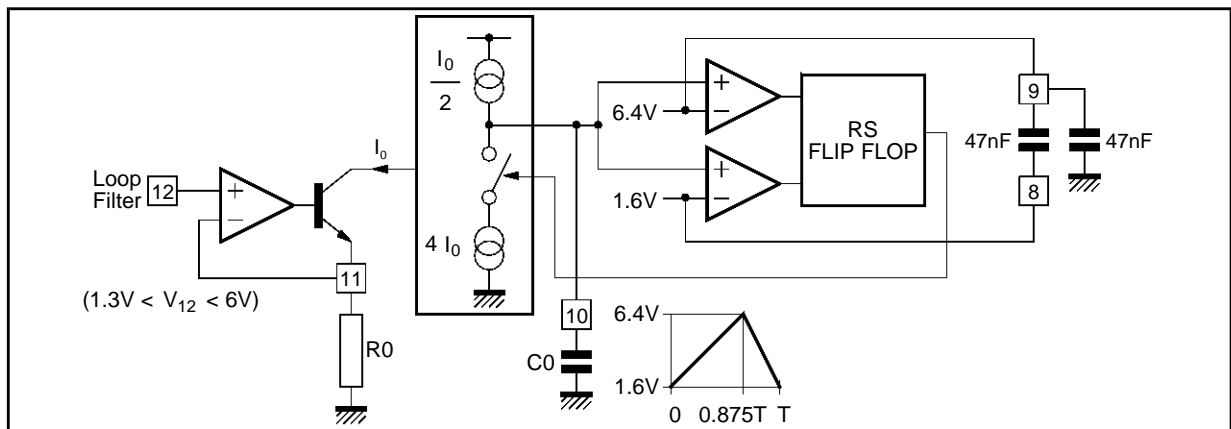 I0
2
I0
4 I0
Loop
Filter
12
+
−
11
(1.3V < V12 < 6V)
R0
10
C0
6.4V
1.6V
+
−
+
−
RS
FLIP FLOP
9
47nF
47nF
8
6.4V
1.6V
0 0.875T T